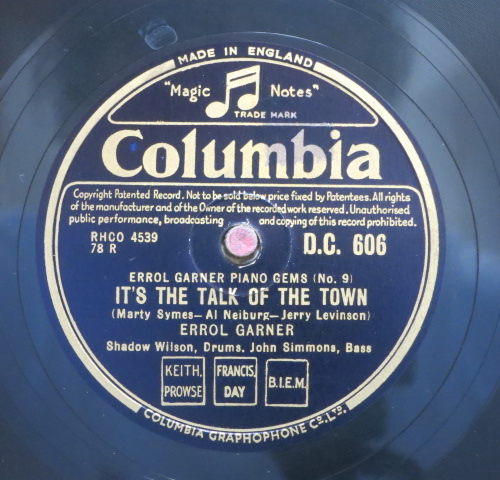 MADE IN ENGLAND
"Magic Notes"
TRADE MARK
Columbia
Copyright Patented Record. Not to be sold below price fixed by Patentees. All rights
of the manufacturer and of the Owner of the recorded work reserved. Unauthorised
public performance, broadcasting and copying of this record prohibited.
RHCO 4539
78 R
D.C. 606
ERROL GARNER PIANO GEMS (No. 9)
IT'S THE TALK OF THE TOWN
(Marty Symes—Al Neiburg—Jerry Levinson)
ERROL GARNER
Shadow Wilson, Drums. John Simmons, Bass
KEITH,
PROWSE
FRANCIS,
DAY
B.I.E.M.
COLUMBIA GRAPHOPHONE Co. LTD.